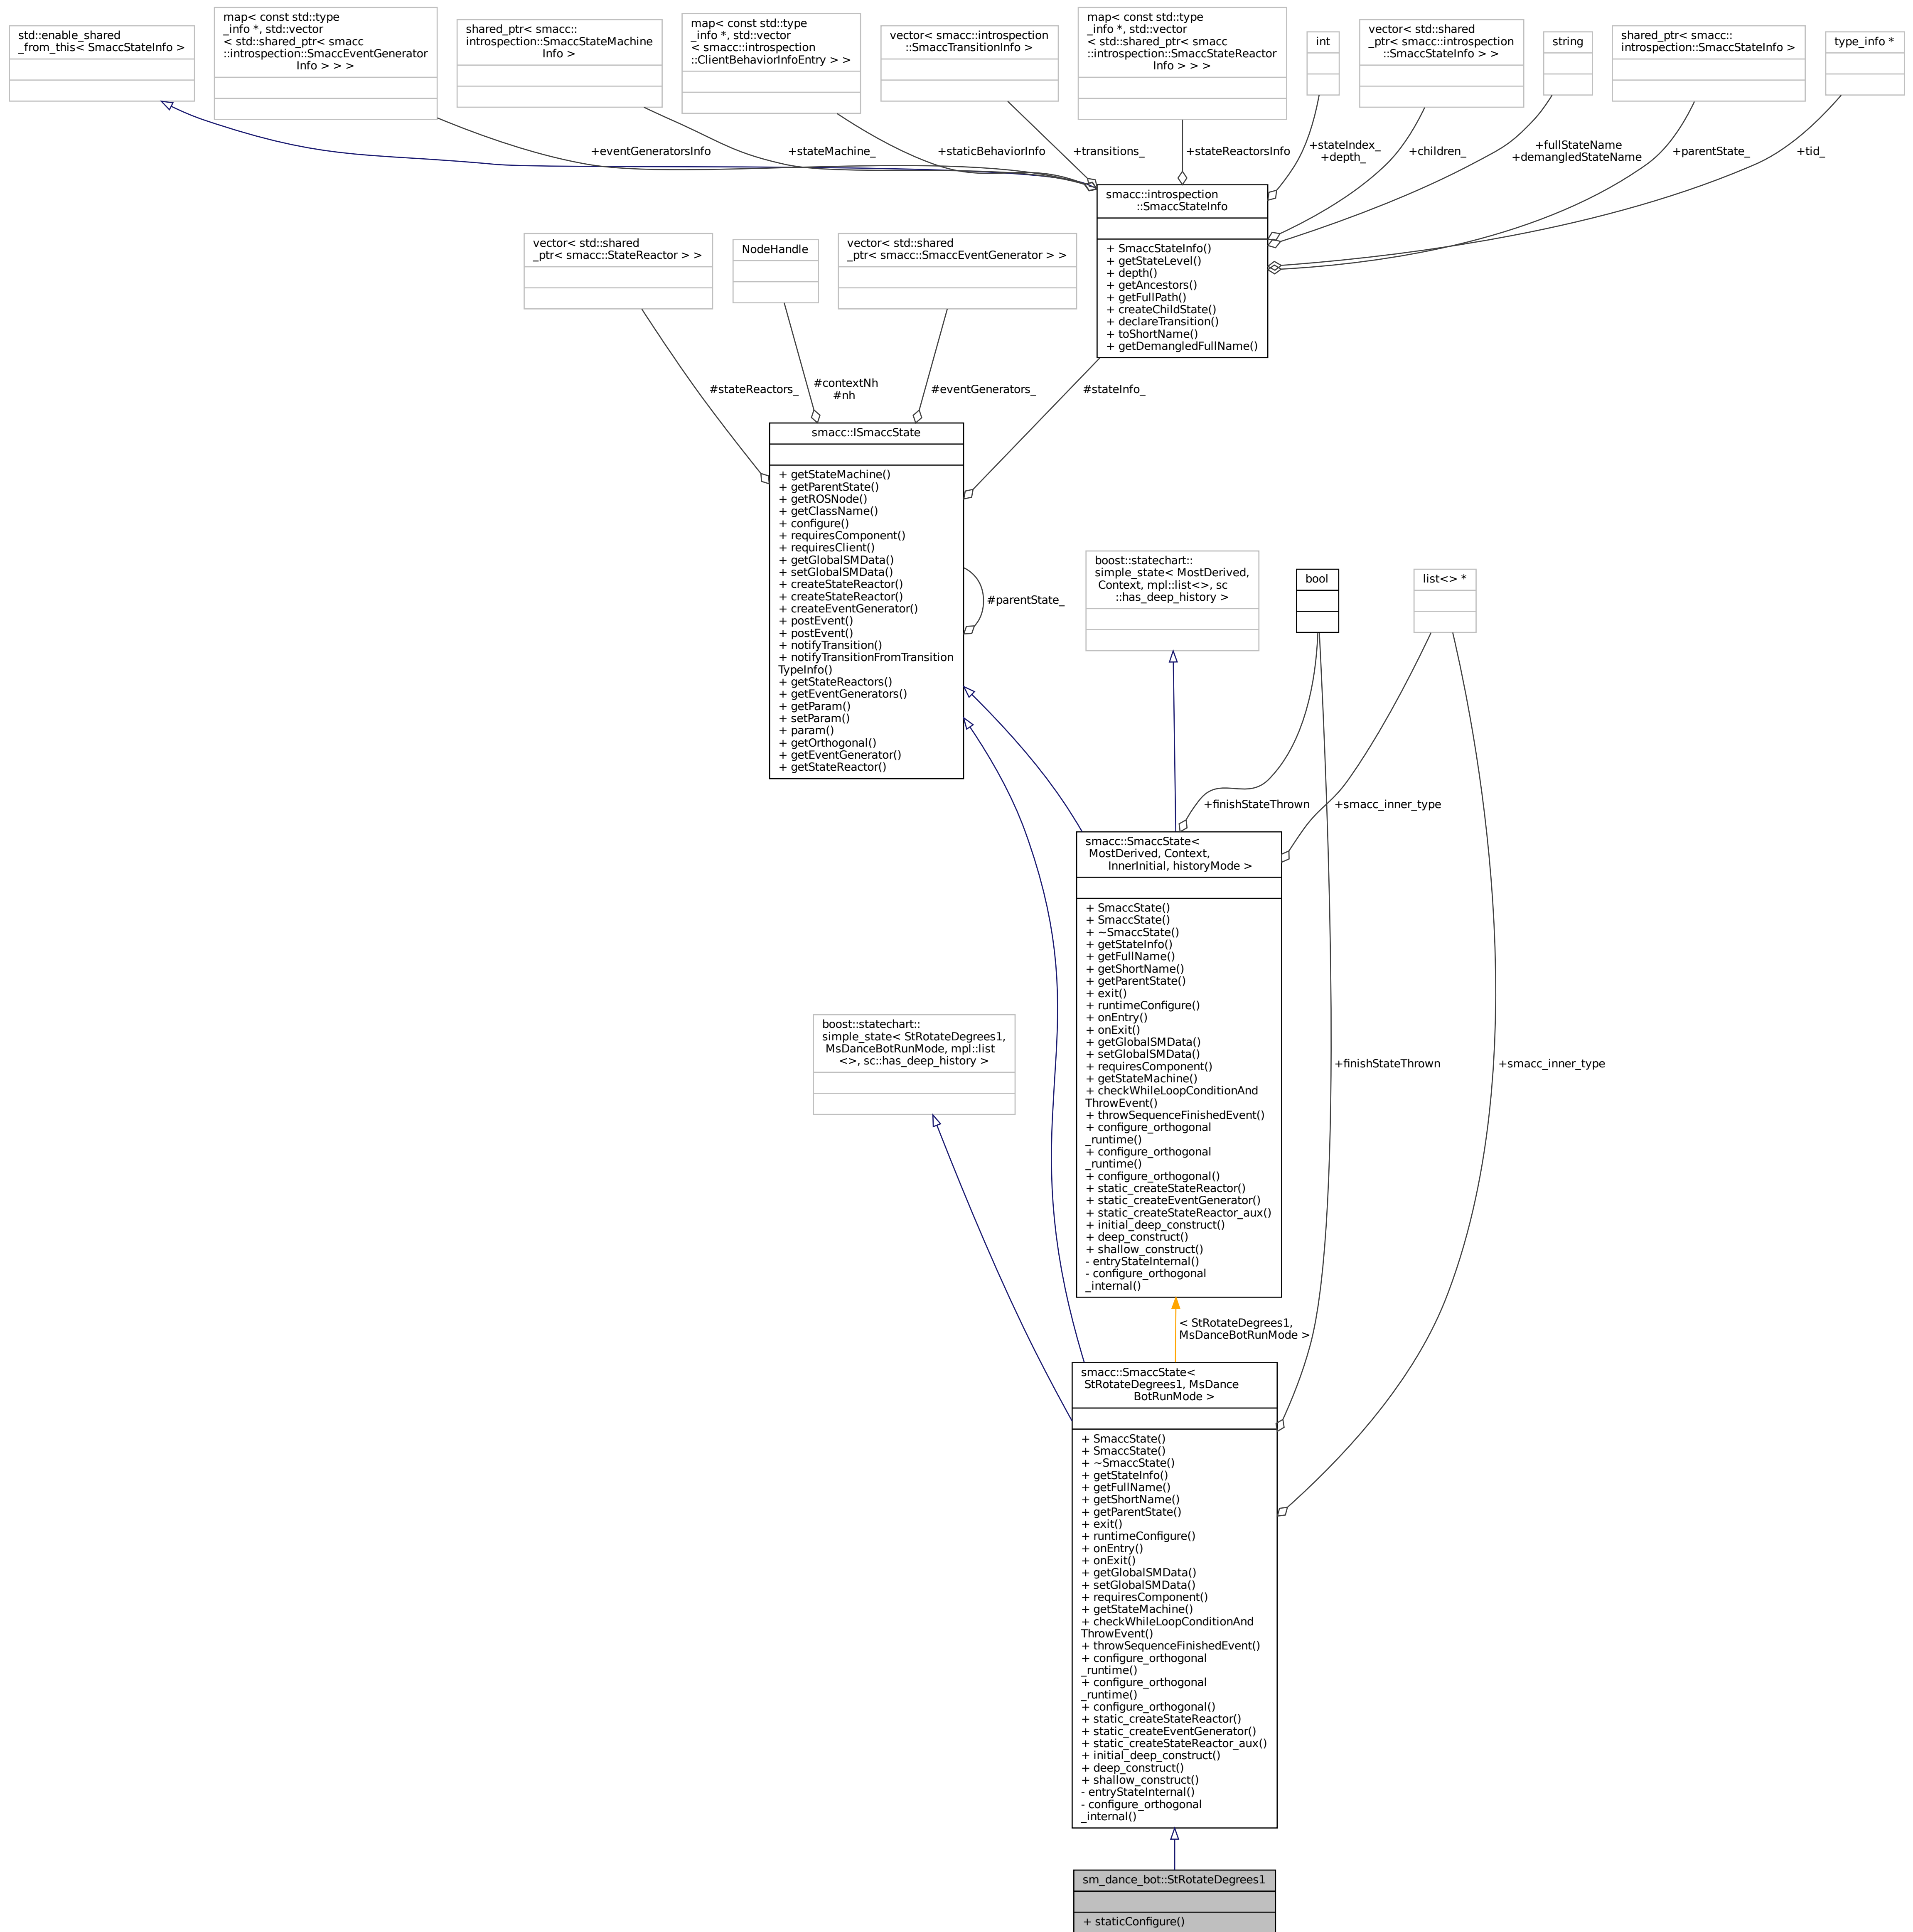 std::enable_shared
_from_this< SmaccStateInfo >
map< const std::type
_info *, std::vector
< std::shared_ptr< smacc
::introspection::SmaccEventGenerator
Info > > >
shared_ptr< smacc::
introspection::SmaccStateMachine
Info >
map< const std::type
_info *, std::vector
< smacc::introspection
::ClientBehaviorInfoEntry > >
vector< smacc::introspection
::SmaccTransitionInfo >
map< const std::type
_info *, std::vector
< std::shared_ptr< smacc
::introspection::SmaccStateReactor
Info > > >
int
vector< std::shared
_ptr< smacc::introspection
::SmaccStateInfo > >
string
shared_ptr< smacc::
introspection::SmaccStateInfo >
type_info *
+eventGeneratorsInfo
+stateMachine_
+staticBehaviorInfo
+transitions_
+stateReactorsInfo
+stateIndex_
+depth_
+children_
+fullStateName
+demangledStateName
+parentState_
+tid_
smacc::introspection
::SmaccStateInfo
+ SmaccStateInfo()
+ getStateLevel()
+ depth()
+ getAncestors()
+ getFullPath()
+ createChildState()
+ declareTransition()
+ toShortName()
+ getDemangledFullName()
vector< std::shared
_ptr< smacc::StateReactor > >
NodeHandle
vector< std::shared
_ptr< smacc::SmaccEventGenerator > >
#stateReactors_
#contextNh
#nh
#eventGenerators_
#stateInfo_
smacc::ISmaccState
+ getStateMachine()
+ getParentState()
+ getROSNode()
+ getClassName()
+ configure()
+ requiresComponent()
+ requiresClient()
+ getGlobalSMData()
+ setGlobalSMData()
+ createStateReactor()
+ createStateReactor()
+ createEventGenerator()
+ postEvent()
+ postEvent()
+ notifyTransition()
+ notifyTransitionFromTransition
TypeInfo()
+ getStateReactors()
+ getEventGenerators()
+ getParam()
+ setParam()
+ param()
+ getOrthogonal()
+ getEventGenerator()
+ getStateReactor()
#parentState_
boost::statechart::
simple_state< MostDerived,
Context, mpl::list<>, sc
::has_deep_history >
bool
list<> *
+finishStateThrown
+smacc_inner_type
smacc::SmaccState<
MostDerived, Context,
InnerInitial, historyMode >
+ SmaccState()
+ SmaccState()
+ ~SmaccState()
+ getStateInfo()
+ getFullName()
+ getShortName()
+ getParentState()
+ exit()
+ runtimeConfigure()
+ onEntry()
+ onExit()
+ getGlobalSMData()
+ setGlobalSMData()
+ requiresComponent()
+ getStateMachine()
+ checkWhileLoopConditionAnd
ThrowEvent()
+ throwSequenceFinishedEvent()
+ configure_orthogonal
_runtime()
+ configure_orthogonal
_runtime()
+ configure_orthogonal()
+ static_createStateReactor()
+ static_createEventGenerator()
+ static_createStateReactor_aux()
+ initial_deep_construct()
+ deep_construct()
+ shallow_construct()
- entryStateInternal()
- configure_orthogonal
_internal()
boost::statechart::
simple_state< StRotateDegrees1,
MsDanceBotRunMode, mpl::list
<>, sc::has_deep_history >
+finishStateThrown
+smacc_inner_type
< StRotateDegrees1,
MsDanceBotRunMode >
smacc::SmaccState<
StRotateDegrees1, MsDance
BotRunMode >
+ SmaccState()
+ SmaccState()
+ ~SmaccState()
+ getStateInfo()
+ getFullName()
+ getShortName()
+ getParentState()
+ exit()
+ runtimeConfigure()
+ onEntry()
+ onExit()
+ getGlobalSMData()
+ setGlobalSMData()
+ requiresComponent()
+ getStateMachine()
+ checkWhileLoopConditionAnd
ThrowEvent()
+ throwSequenceFinishedEvent()
+ configure_orthogonal
_runtime()
+ configure_orthogonal
_runtime()
+ configure_orthogonal()
+ static_createStateReactor()
+ static_createEventGenerator()
+ static_createStateReactor_aux()
+ initial_deep_construct()
+ deep_construct()
+ shallow_construct()
- entryStateInternal()
- configure_orthogonal
_internal()
sm_dance_bot::StRotateDegrees1
+ staticConfigure()